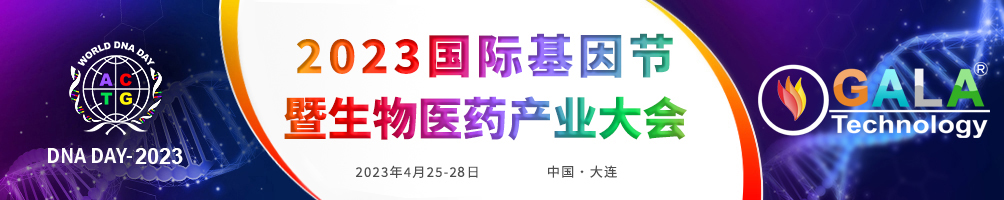 WORLD DNA DAY
A C
T G
DNA DAY-2023
2023国际基因节
暨生物医药产业大会
2023年4月25-28日 中国·大连
GALA®
Technology